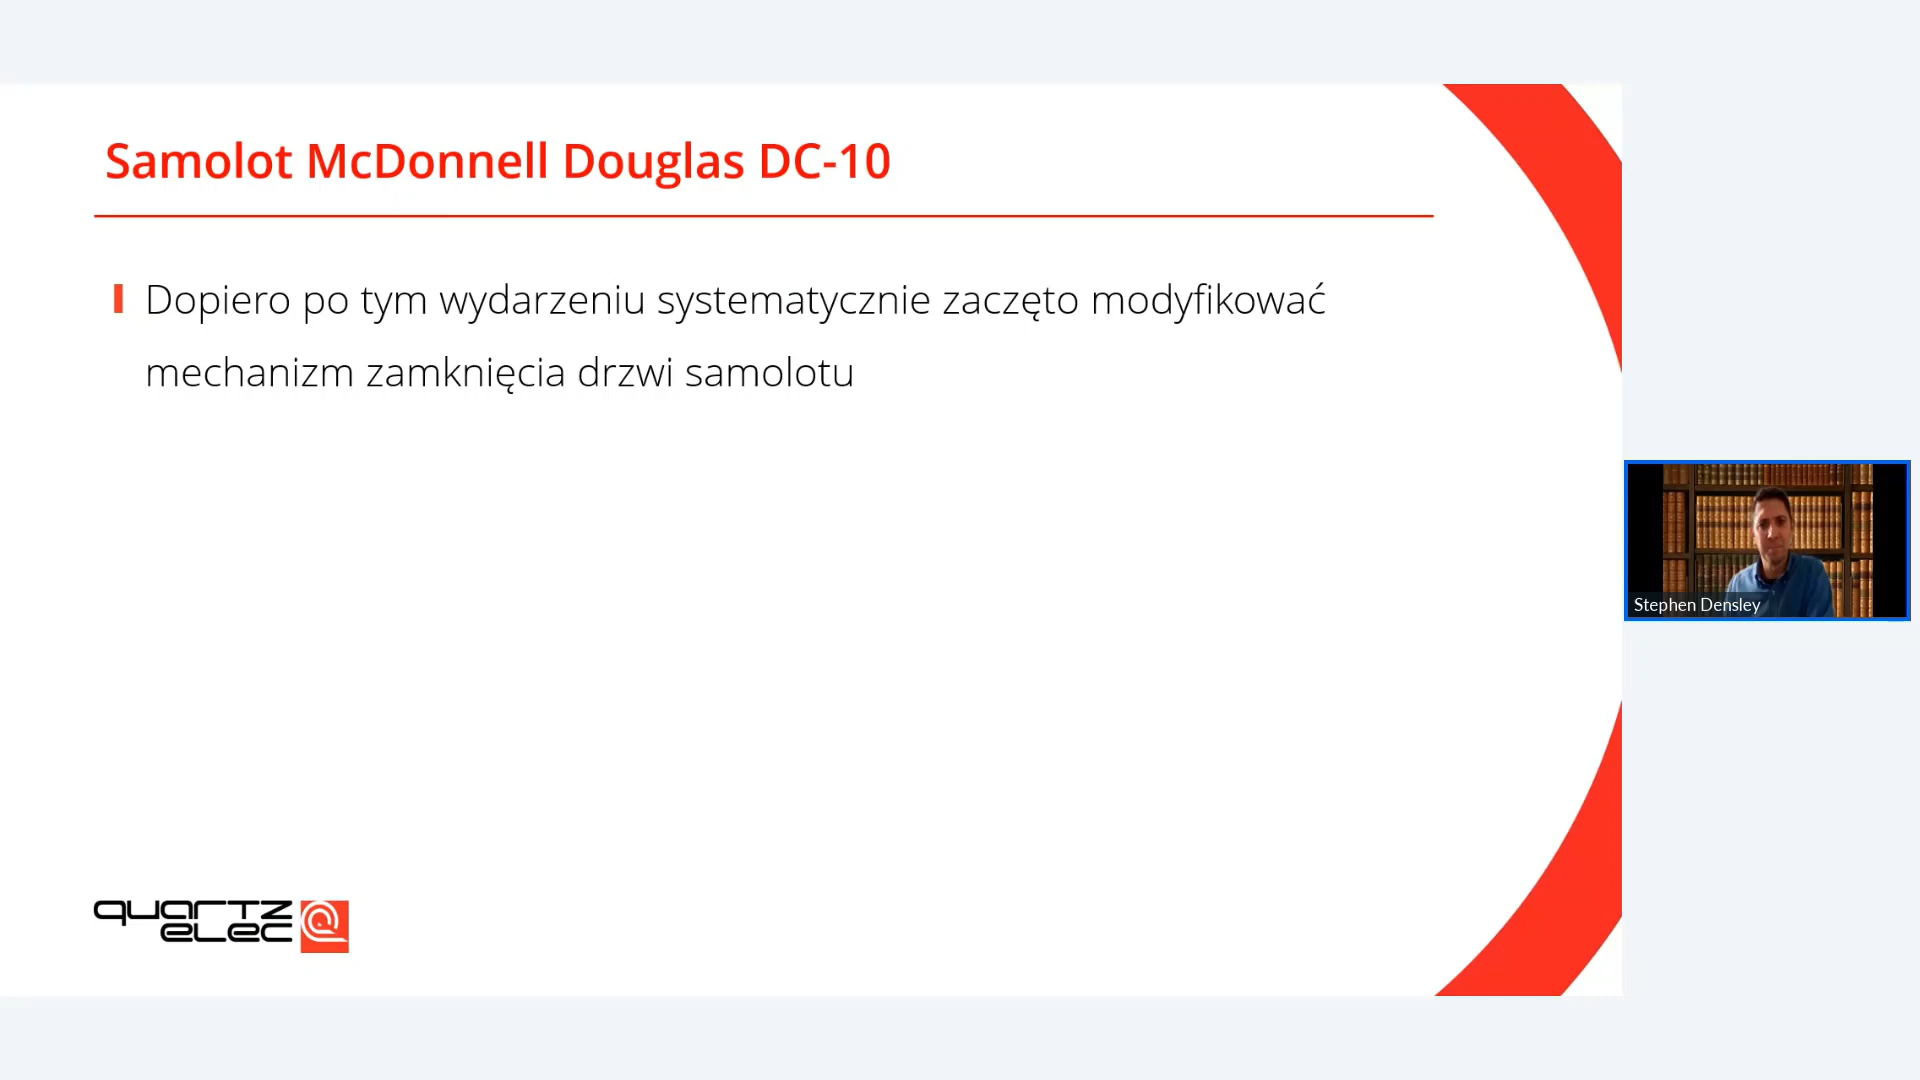 Samolot McDonnell Douglas DC-10
Dopiero po tym wydarzeniu systematycznie zaczęto modyfikować
mechanizm zamknięcia drzwi samolotu
Stephen Densley
quartz
elec